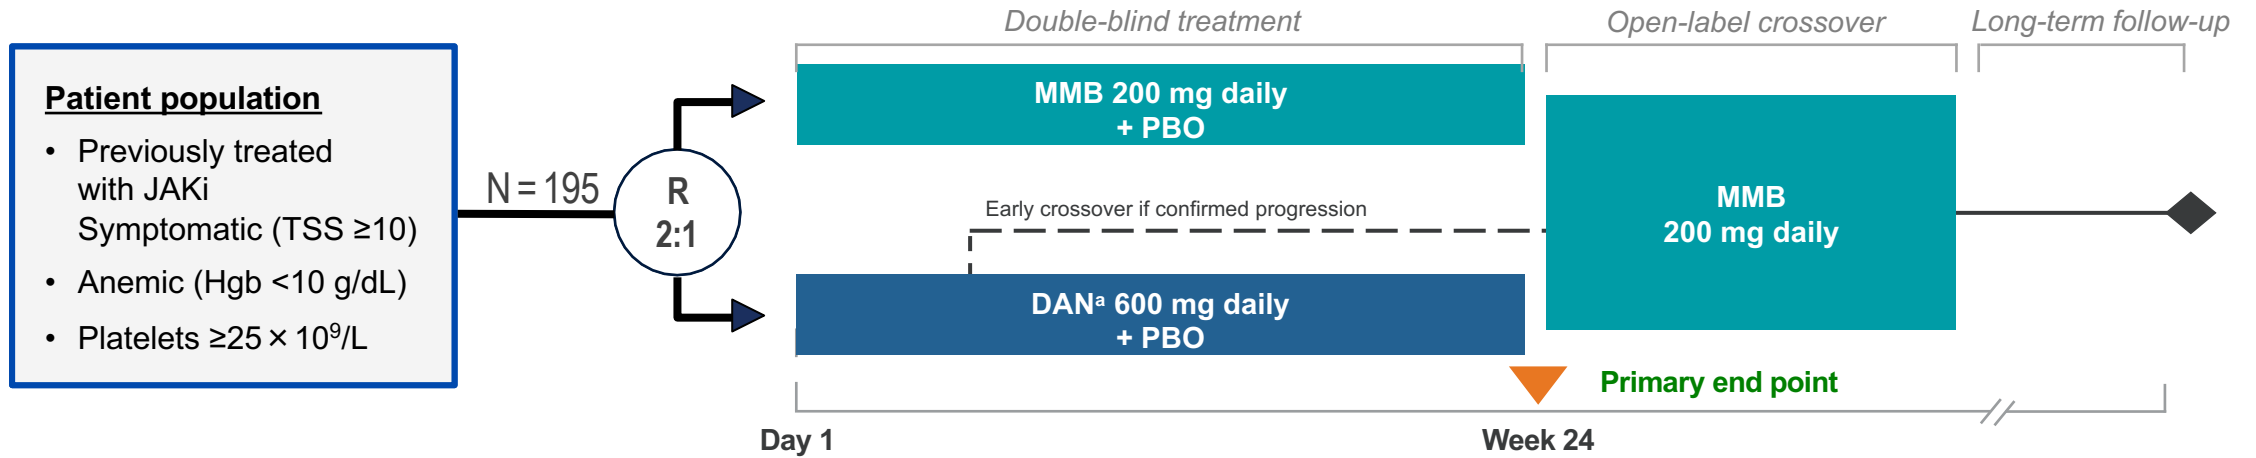 Double-blind treatment
Open-label crossover
Long-term follow-up
Patient population
• Previously treated
with JAKi
Symptomatic (TSS ≥10)
• Anemic (Hgb <10 g/dL)
• Platelets ≥25 × 10⁹/L
N = 195
R
2:1
MMB 200 mg daily
+ PBO
Early crossover if confirmed progression
DANᵃ 600 mg daily
+ PBO
MMB
200 mg daily
Primary end point
Day 1
Week 24